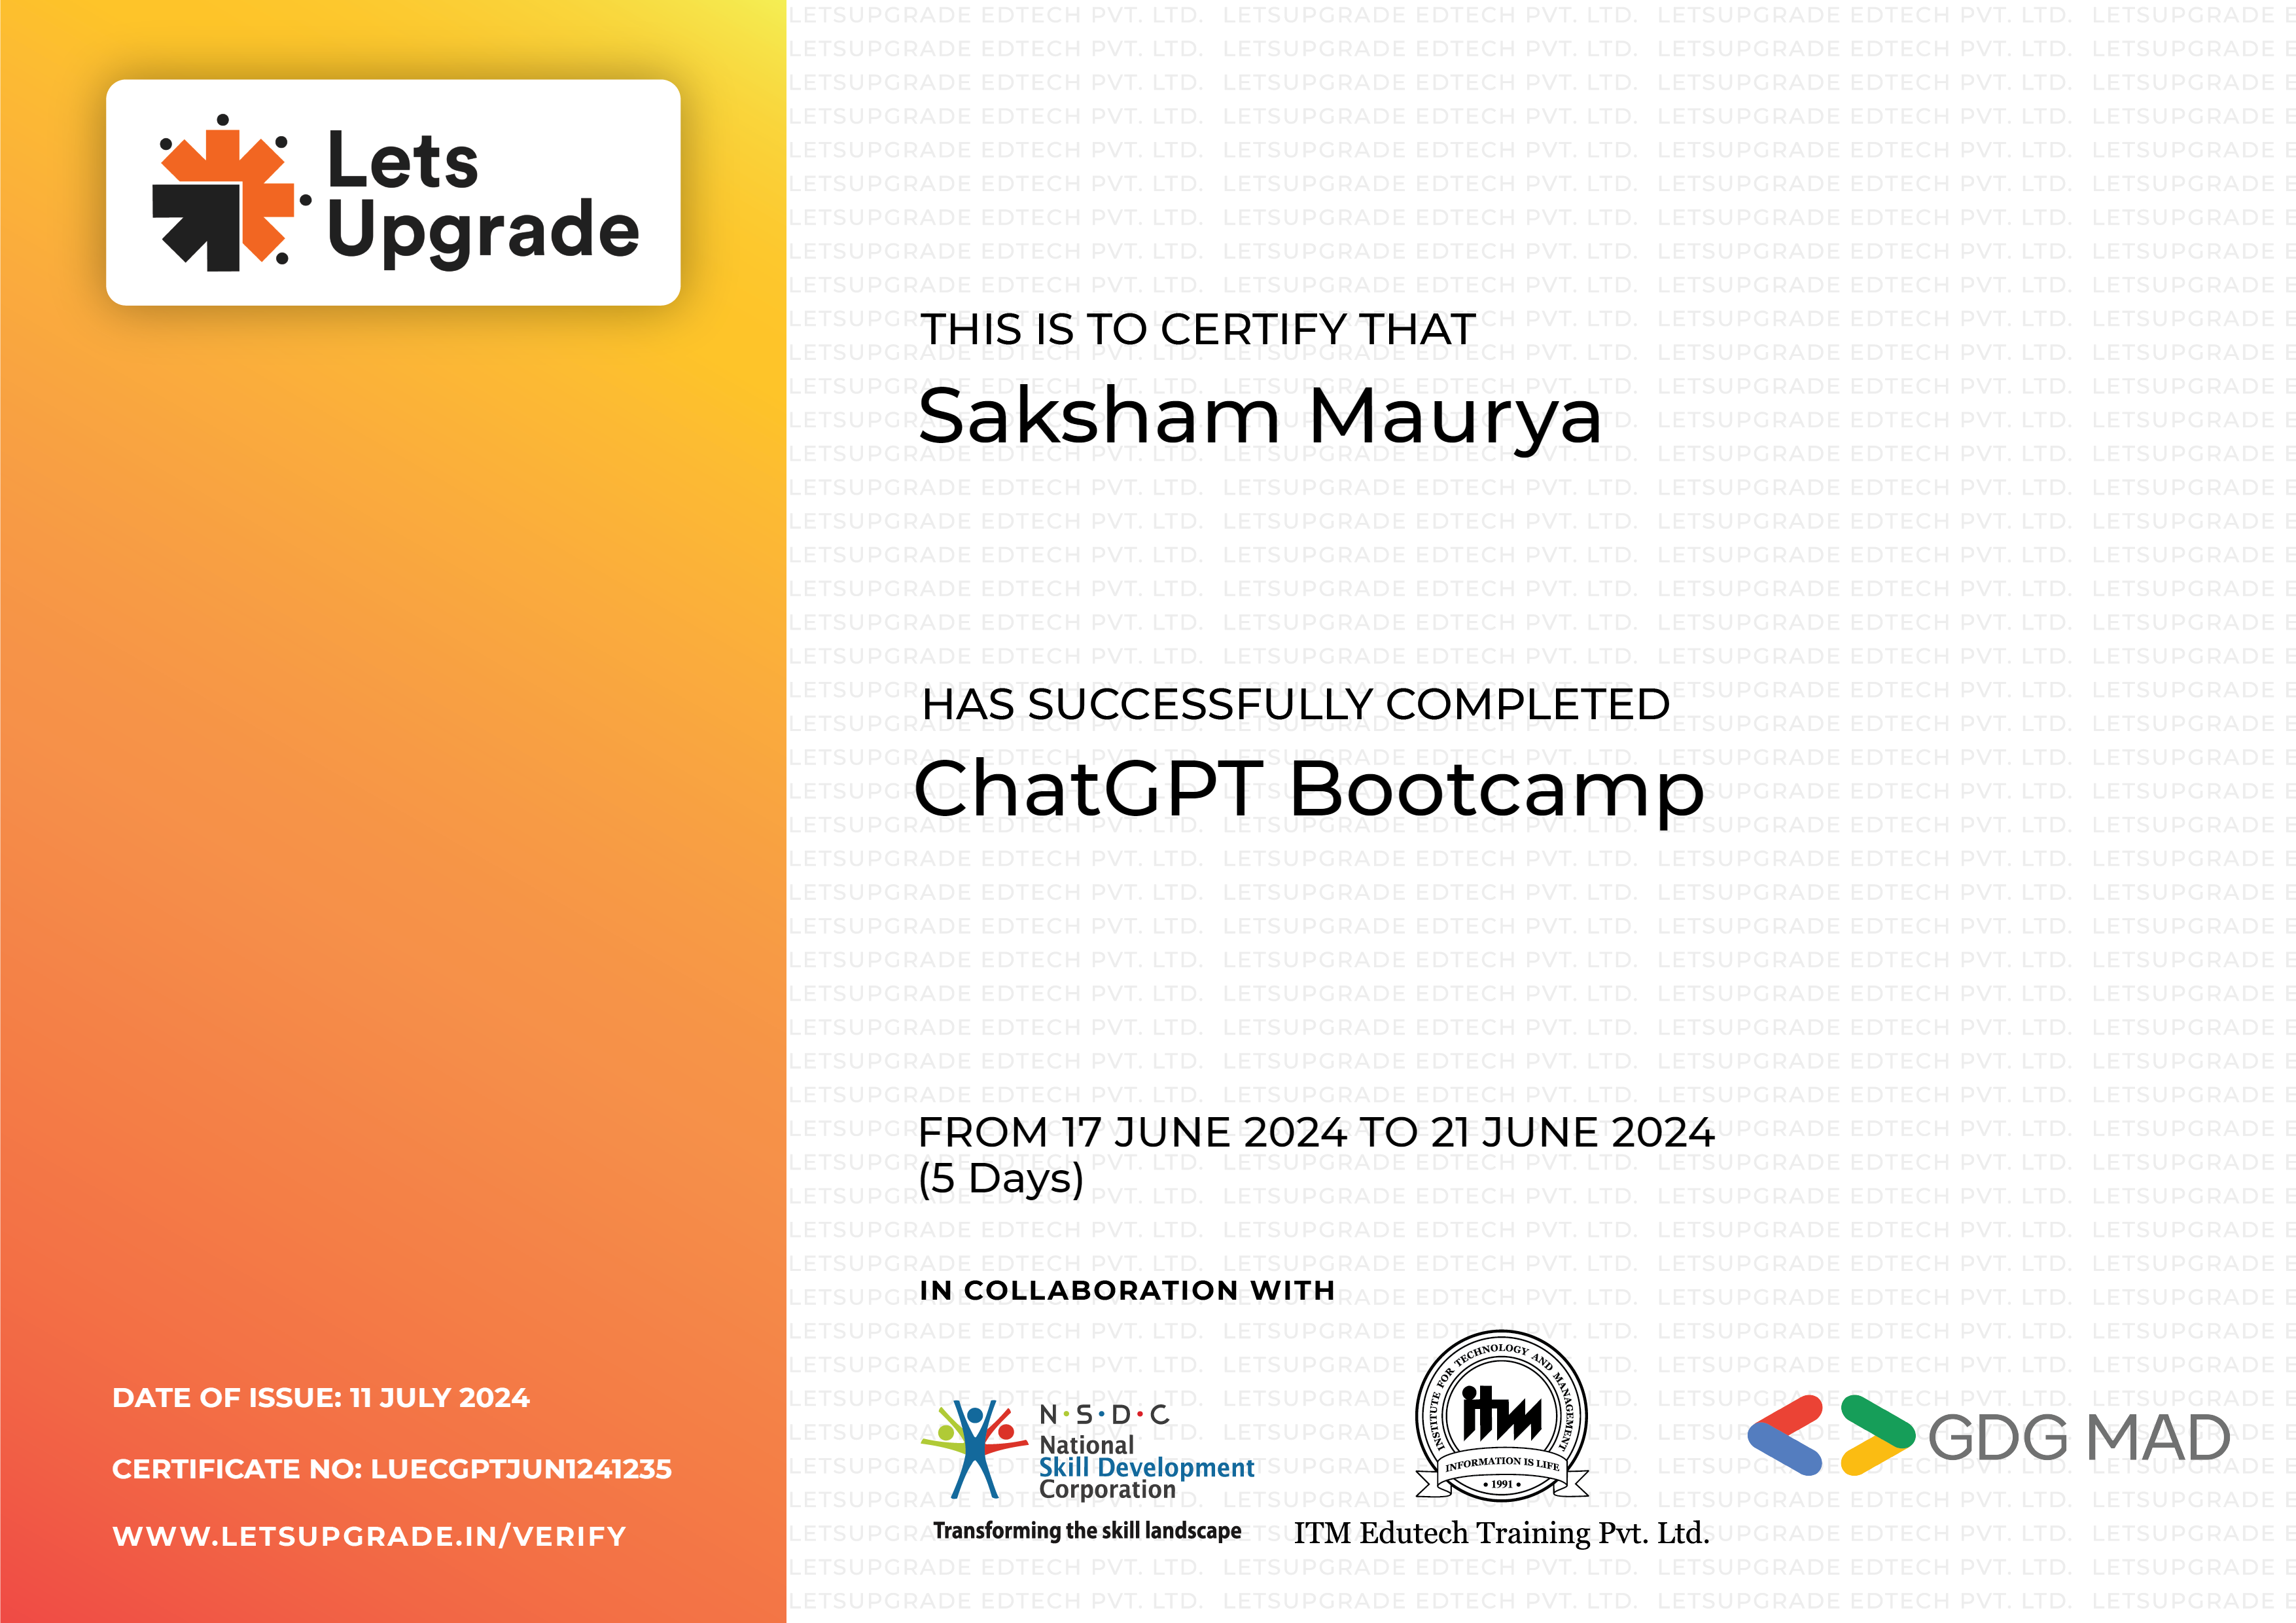 Lets
Upgrade
THIS IS TO CERTIFY THAT
Saksham Maurya
HAS SUCCESSFULLY COMPLETED
ChatGPT Bootcamp
FROM 17 JUNE 2024 TO 21 JUNE 2024
(5 Days)
IN COLLABORATION WITH
N·S·D·C
National
Skill Development
Corporation
Transforming the skill landscape
INSTITUTE FOR TECHNOLOGY AND MANAGEMENT
itm
INFORMATION IS LIFE
• 1991 •
ITM Edutech Training Pvt. Ltd.
GDG MAD
DATE OF ISSUE: 11 JULY 2024
CERTIFICATE NO: LUECGPTJUN1241235
WWW.LETSUPGRADE.IN/VERIFY
LETSUPGRADE EDTECH PVT. LTD.